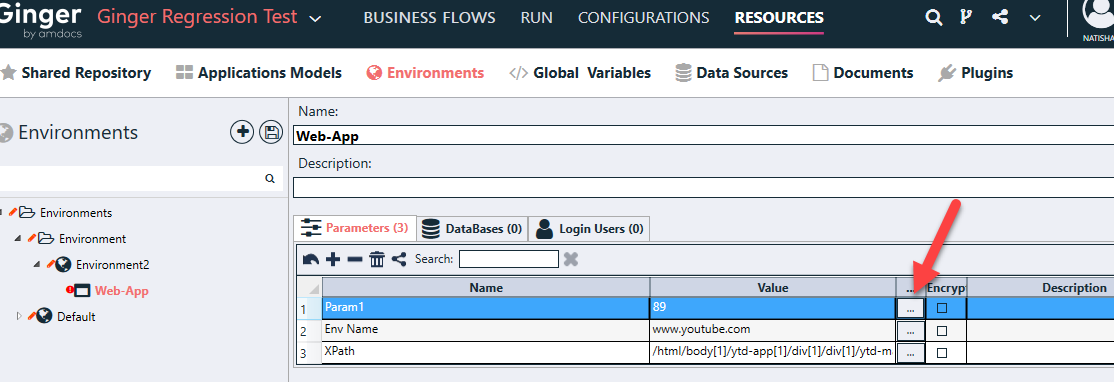 Ginger
by amdocs
Ginger Regression Test
BUSINESS FLOWS
RUN
CONFIGURATIONS
RESOURCES
NATISHA
Shared Repository
Applications Models
Environments
Global Variables
Data Sources
Documents
Plugins
Environments
Environments
Environment
Environment2
Web-App
Default
Name:
Web-App
Description:
Parameters (3)
DataBases (0)
Login Users (0)
Search:
Name Value ... Encryp Description
1 Param1 89 ...
2 Env Name www.youtube.com ...
3 XPath /html/body[1]/ytd-app[1]/div[1]/div[1]/ytd-m ...